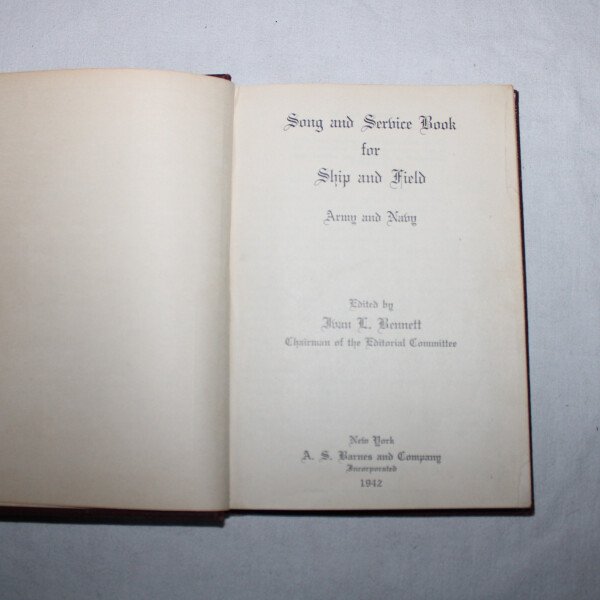 Song and Service Book
for
Ship and Field
Army and Navy
Edited by
Ivan L. Bennett
Chairman of the Editorial Committee
New York
A. S. Barnes and Company
Incorporated
1942